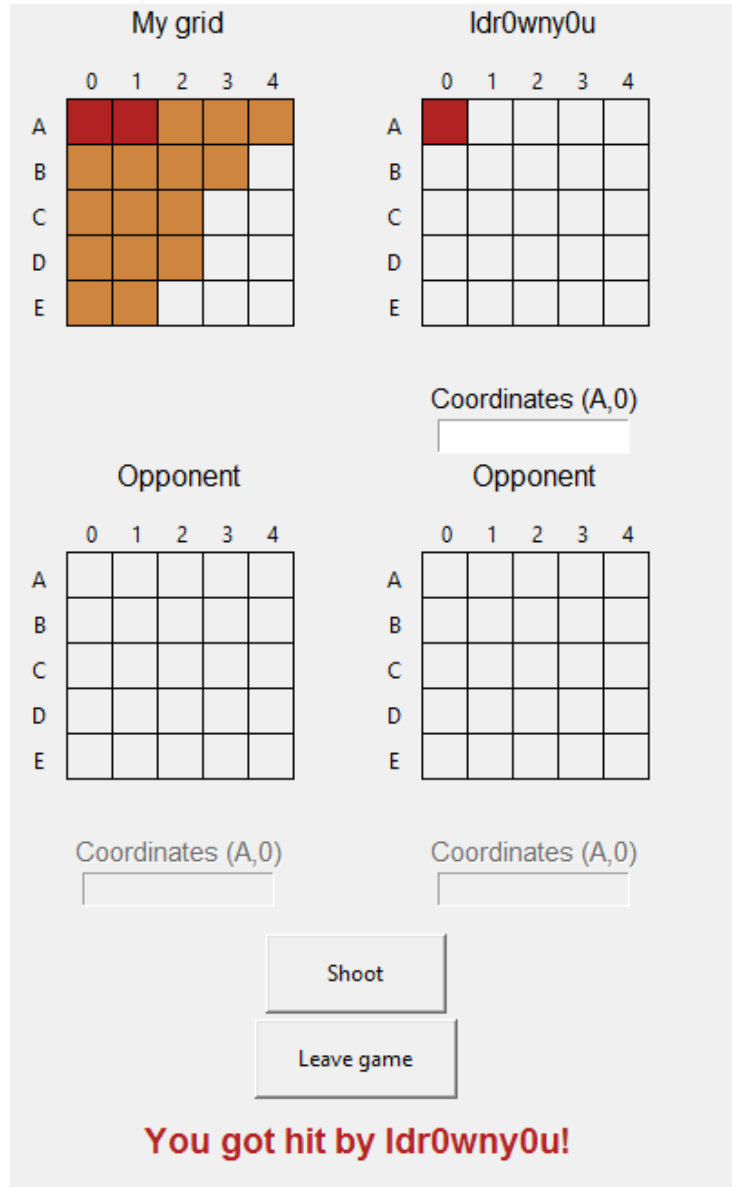 My grid Idr0wny0u
0 1 2 3 4 0 1 2 3 4
A A
B B
C C
D D
E E
Coordinates (A,0)
Opponent Opponent
0 1 2 3 4 0 1 2 3 4
A A
B B
C C
D D
E E
Coordinates (A,0) Coordinates (A,0)
Shoot
Leave game
You got hit by Idr0wny0u!